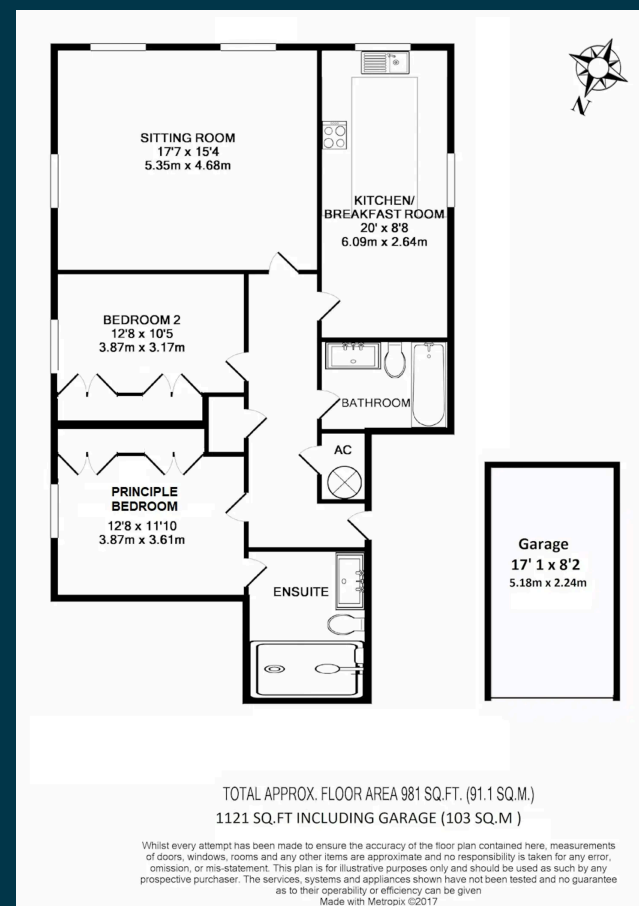 N
SITTING ROOM
17'7 x 15'4
5.35m x 4.68m
KITCHEN/
BREAKFAST ROOM
20' x 8'8
6.09m x 2.64m
BEDROOM 2
12'8 x 10'5
3.87m x 3.17m
BATHROOM
AC
PRINCIPLE
BEDROOM
12'8 x 11'10
3.87m x 3.61m
ENSUITE
Garage
17' 1 x 8'2
5.18m x 2.24m
TOTAL APPROX. FLOOR AREA 981 SQ.FT. (91.1 SQ.M.)
1121 SQ.FT INCLUDING GARAGE (103 SQ.M )
Whilst every attempt has been made to ensure the accuracy of the floor plan contained here, measurements
of doors, windows, rooms and any other items are approximate and no responsibility is taken for any error,
omission, or mis-statement. This plan is for illustrative purposes only and should be used as such by any
prospective purchaser. The services, systems and appliances shown have not been tested and no guarantee
as to their operability or efficiency can be given
Made with Metropix ©2017